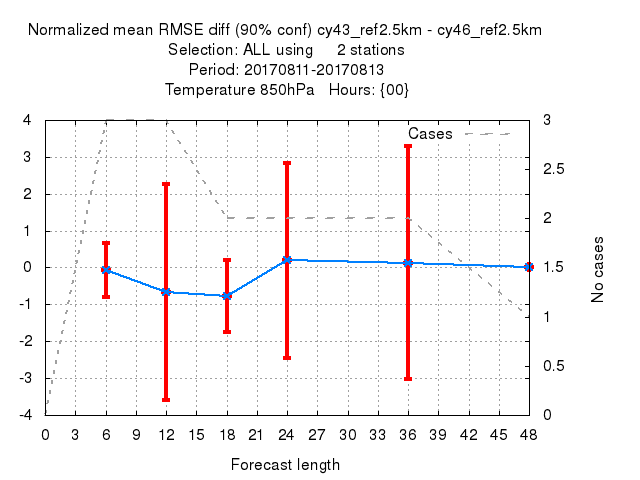 Normalized mean RMSE diff (90% conf) cy43_ref2.5km - cy46_ref2.5km
Selection: ALL using     2 stations
Period: 20170811-20170813
Temperature 850hPa   Hours: {00}
Cases
4
3
2
1
0
-1
-2
-3
-4
3
2.5
2
1.5
1
0.5
0
No cases
0 3 6 9 12 15 18 21 24 27 30 33 36 39 42 45 48
Forecast length